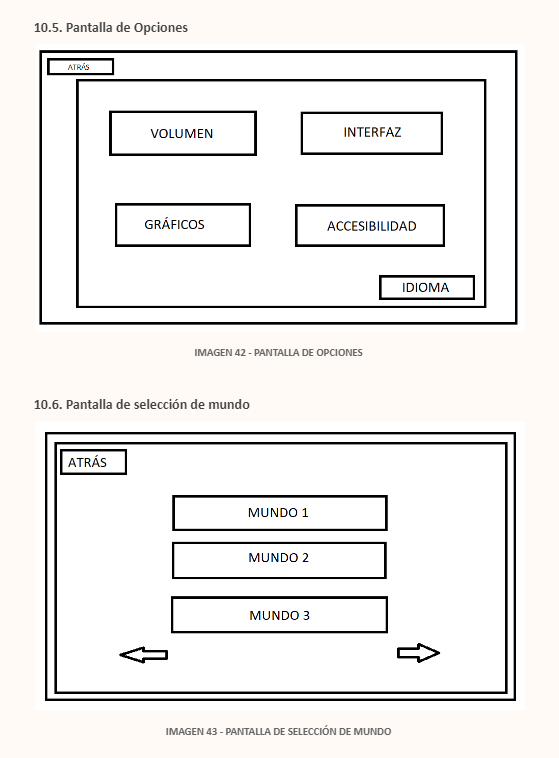 10.5. Pantalla de Opciones
ATRÁS
VOLUMEN
INTERFAZ
GRÁFICOS
ACCESIBILIDAD
IDIOMA
IMAGEN 42 - PANTALLA DE OPCIONES
10.6. Pantalla de selección de mundo
ATRÁS
MUNDO 1
MUNDO 2
MUNDO 3
IMAGEN 43 - PANTALLA DE SELECCIÓN DE MUNDO